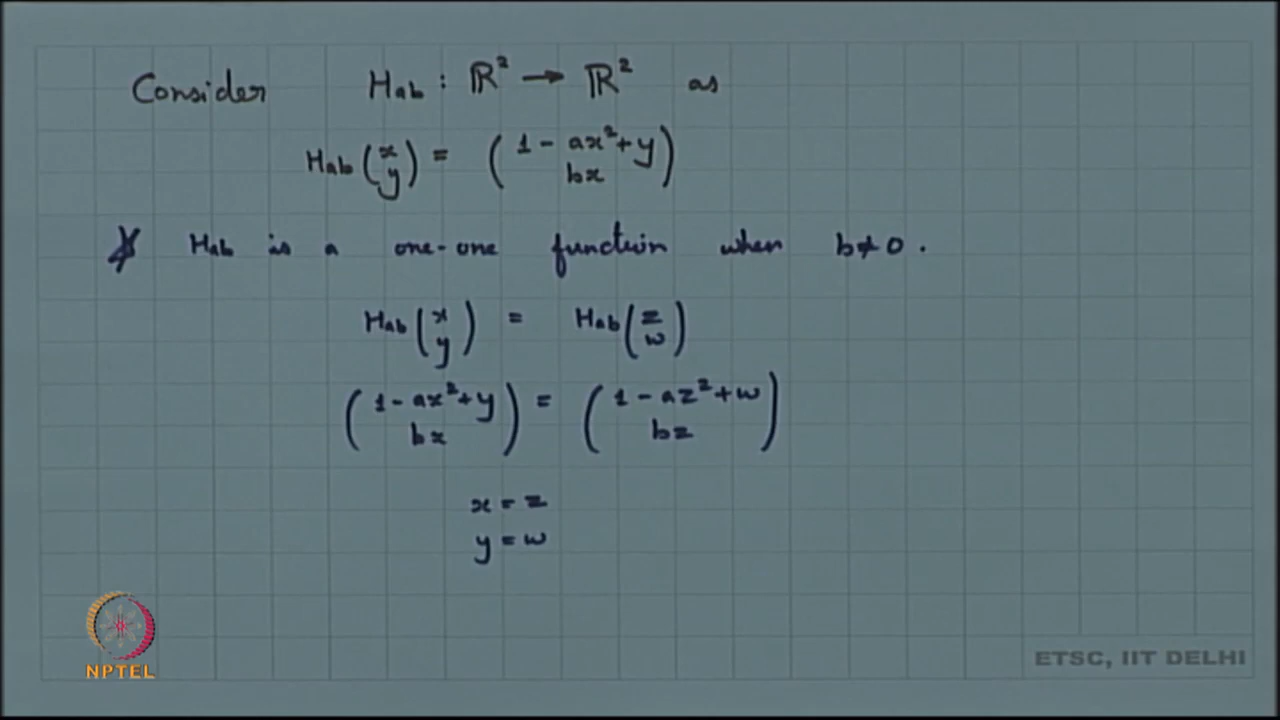 Consider H_ab : ℝ² → ℝ² as
H_ab (x y) = (1 - ax² + y bx)
* H_ab is a one-one function when b ≠ 0 .
H_ab (x y) = H_ab (z w)
(1 - ax² + y bx) = (1 - az² + w bz)
x = z
y = w
NPTEL
ETSC, IIT DELHI